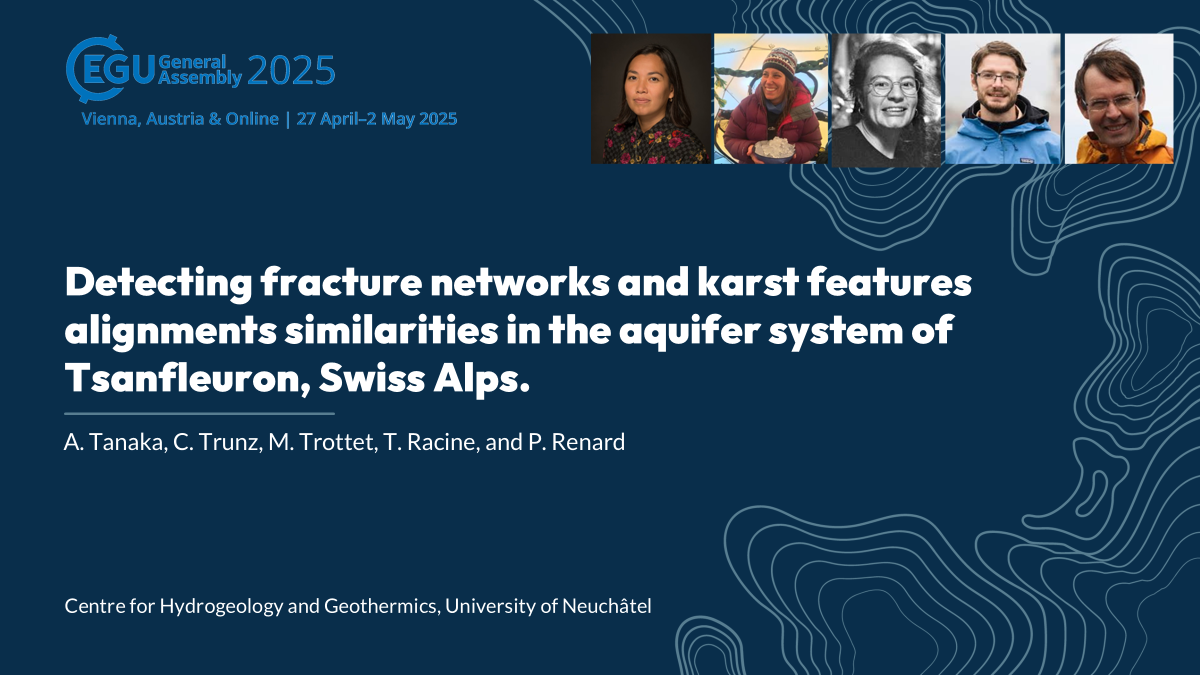 EGU General Assembly 2025
Vienna, Austria & Online | 27 April–2 May 2025
Detecting fracture networks and karst features
alignments similarities in the aquifer system of
Tsanfleuron, Swiss Alps.
A. Tanaka, C. Trunz, M. Trottet, T. Racine, and P. Renard
Centre for Hydrogeology and Geothermics, University of Neuchâtel